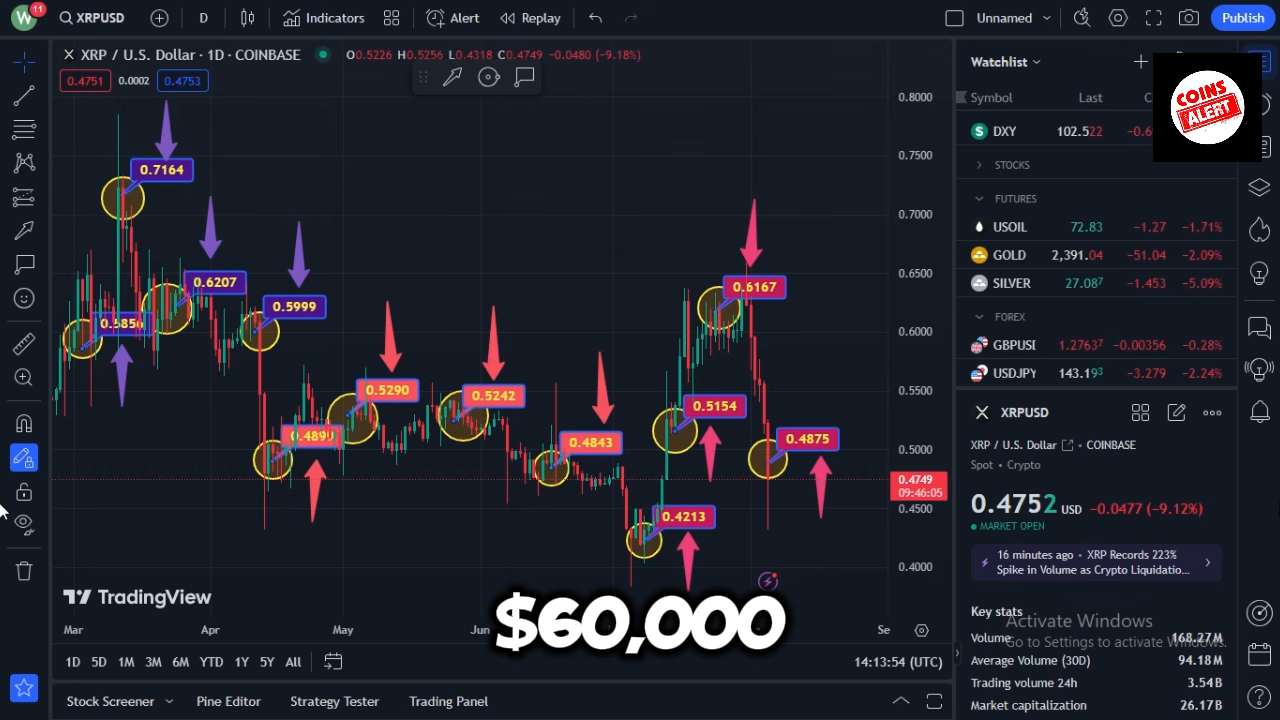 W 11 XRPUSD D Indicators Alert Replay Unnamed Publish
XRP / U.S. Dollar · 1D · COINBASE O0.5226 H0.5256 L0.4318 C0.4749 −0.0480 (−9.18%)
0.4751 0.0002 0.4753
Watchlist
Symbol Last C
COINS
ALERT
DXY 102.522 −0.6
STOCKS
FUTURES
USOIL 72.83 −1.27 −1.71%
GOLD 2,391.04 −51.04 −2.09%
SILVER 27.087 −1.453 −5.09%
FOREX
GBPUSI 1.27637 −0.00356 −0.28%
USDJPY 143.193 −3.279 −2.24%
0.8000
0.7500
0.7000
0.6500
0.6000
0.5500
0.5000
0.4749
09:46:05
0.4500
0.4000
0.7164
0.6207
0.5999
0.6167
0.5290
0.5242
0.5154
0.4843
0.4875
0.4213
XRPUSD
XRP / U.S. Dollar COINBASE
Spot • Crypto
0.4752 USD −0.0477 (−9.12%)
MARKET OPEN
16 minutes ago • XRP Records 223%
Spike in Volume as Crypto Liquidatio...
Key stats
Volume 168.27M
Average Volume (30D) 94.18M
Trading volume 24h 3.54B
Market capitalization 26.17B
Activate Windows
Go to Settings to activate Windows.
TradingView
$60,000
Mar Apr May Jun Se
1D 5D 1M 3M 6M YTD 1Y 5Y All 14:13:54 (UTC)
Stock Screener Pine Editor Strategy Tester Trading Panel